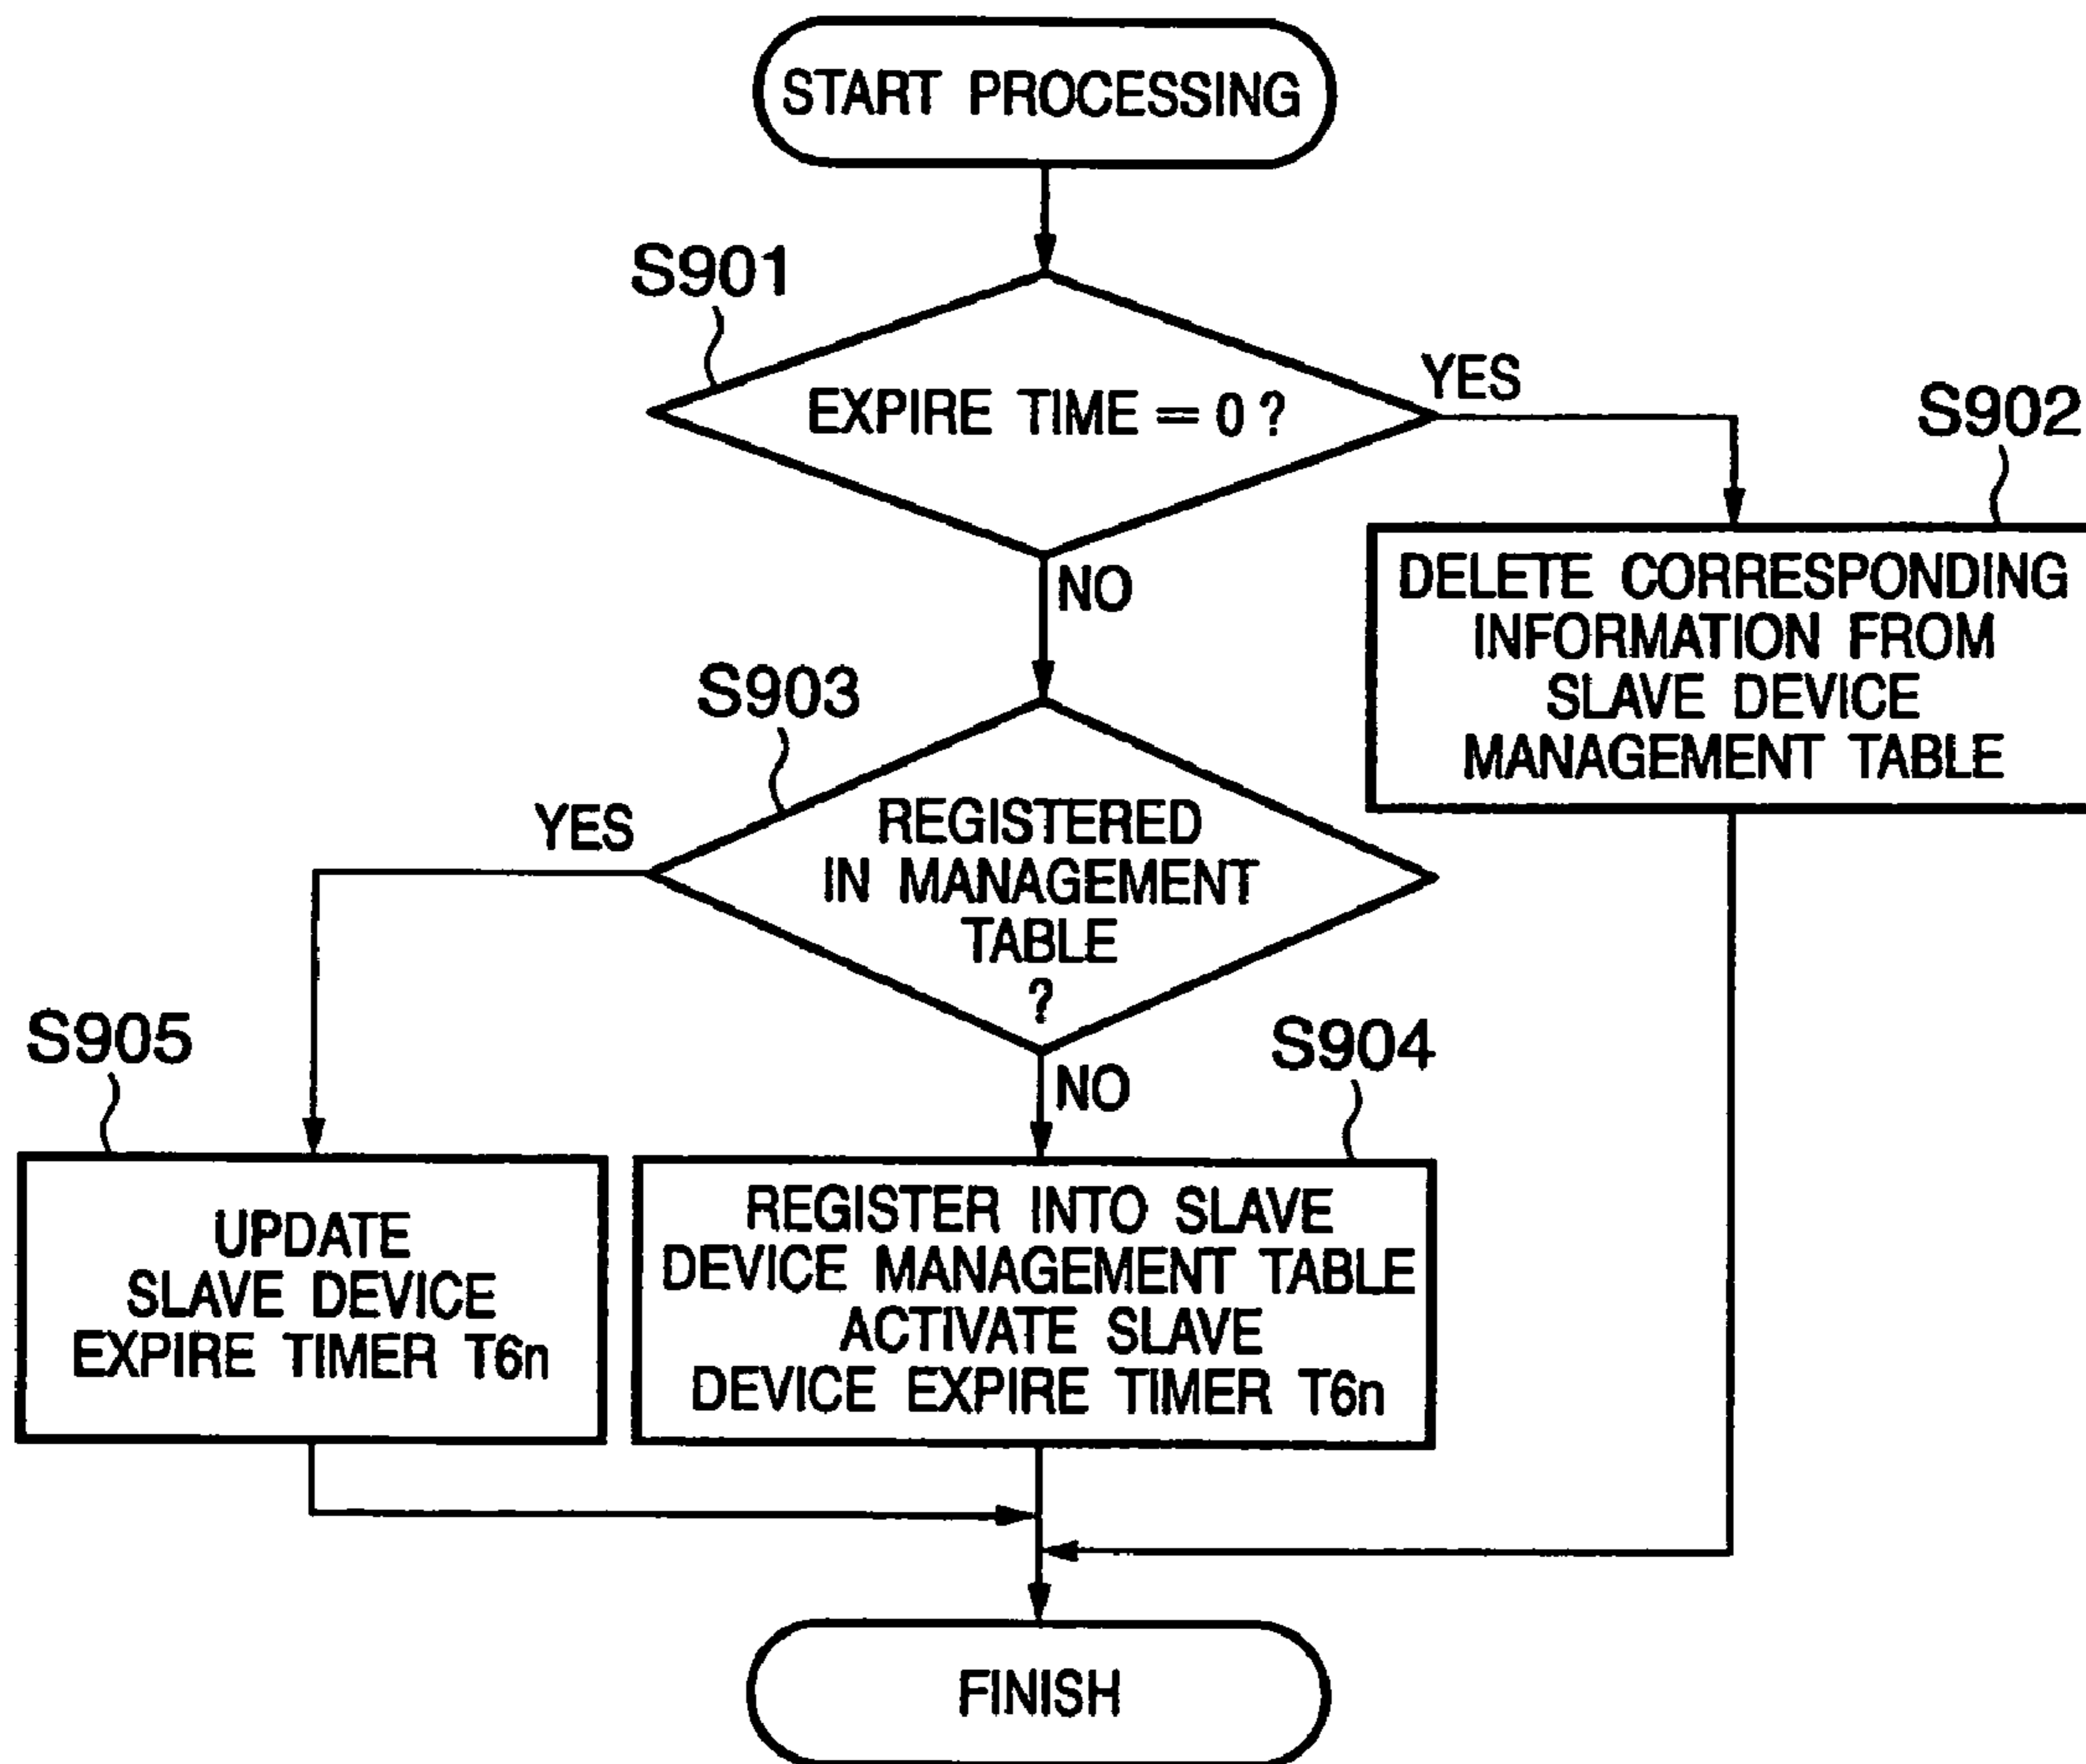 START PROCESSING
S901
EXPIRE TIME = 0 ?
YES
S902
DELETE CORRESPONDING
INFORMATION FROM
SLAVE DEVICE
MANAGEMENT TABLE
NO
S903
YES
REGISTERED
IN MANAGEMENT
TABLE
?
S905
NO
S904
UPDATE
SLAVE DEVICE
EXPIRE TIMER T6n
REGISTER INTO SLAVE
DEVICE MANAGEMENT TABLE
ACTIVATE SLAVE
DEVICE EXPIRE TIMER T6n
FINISH